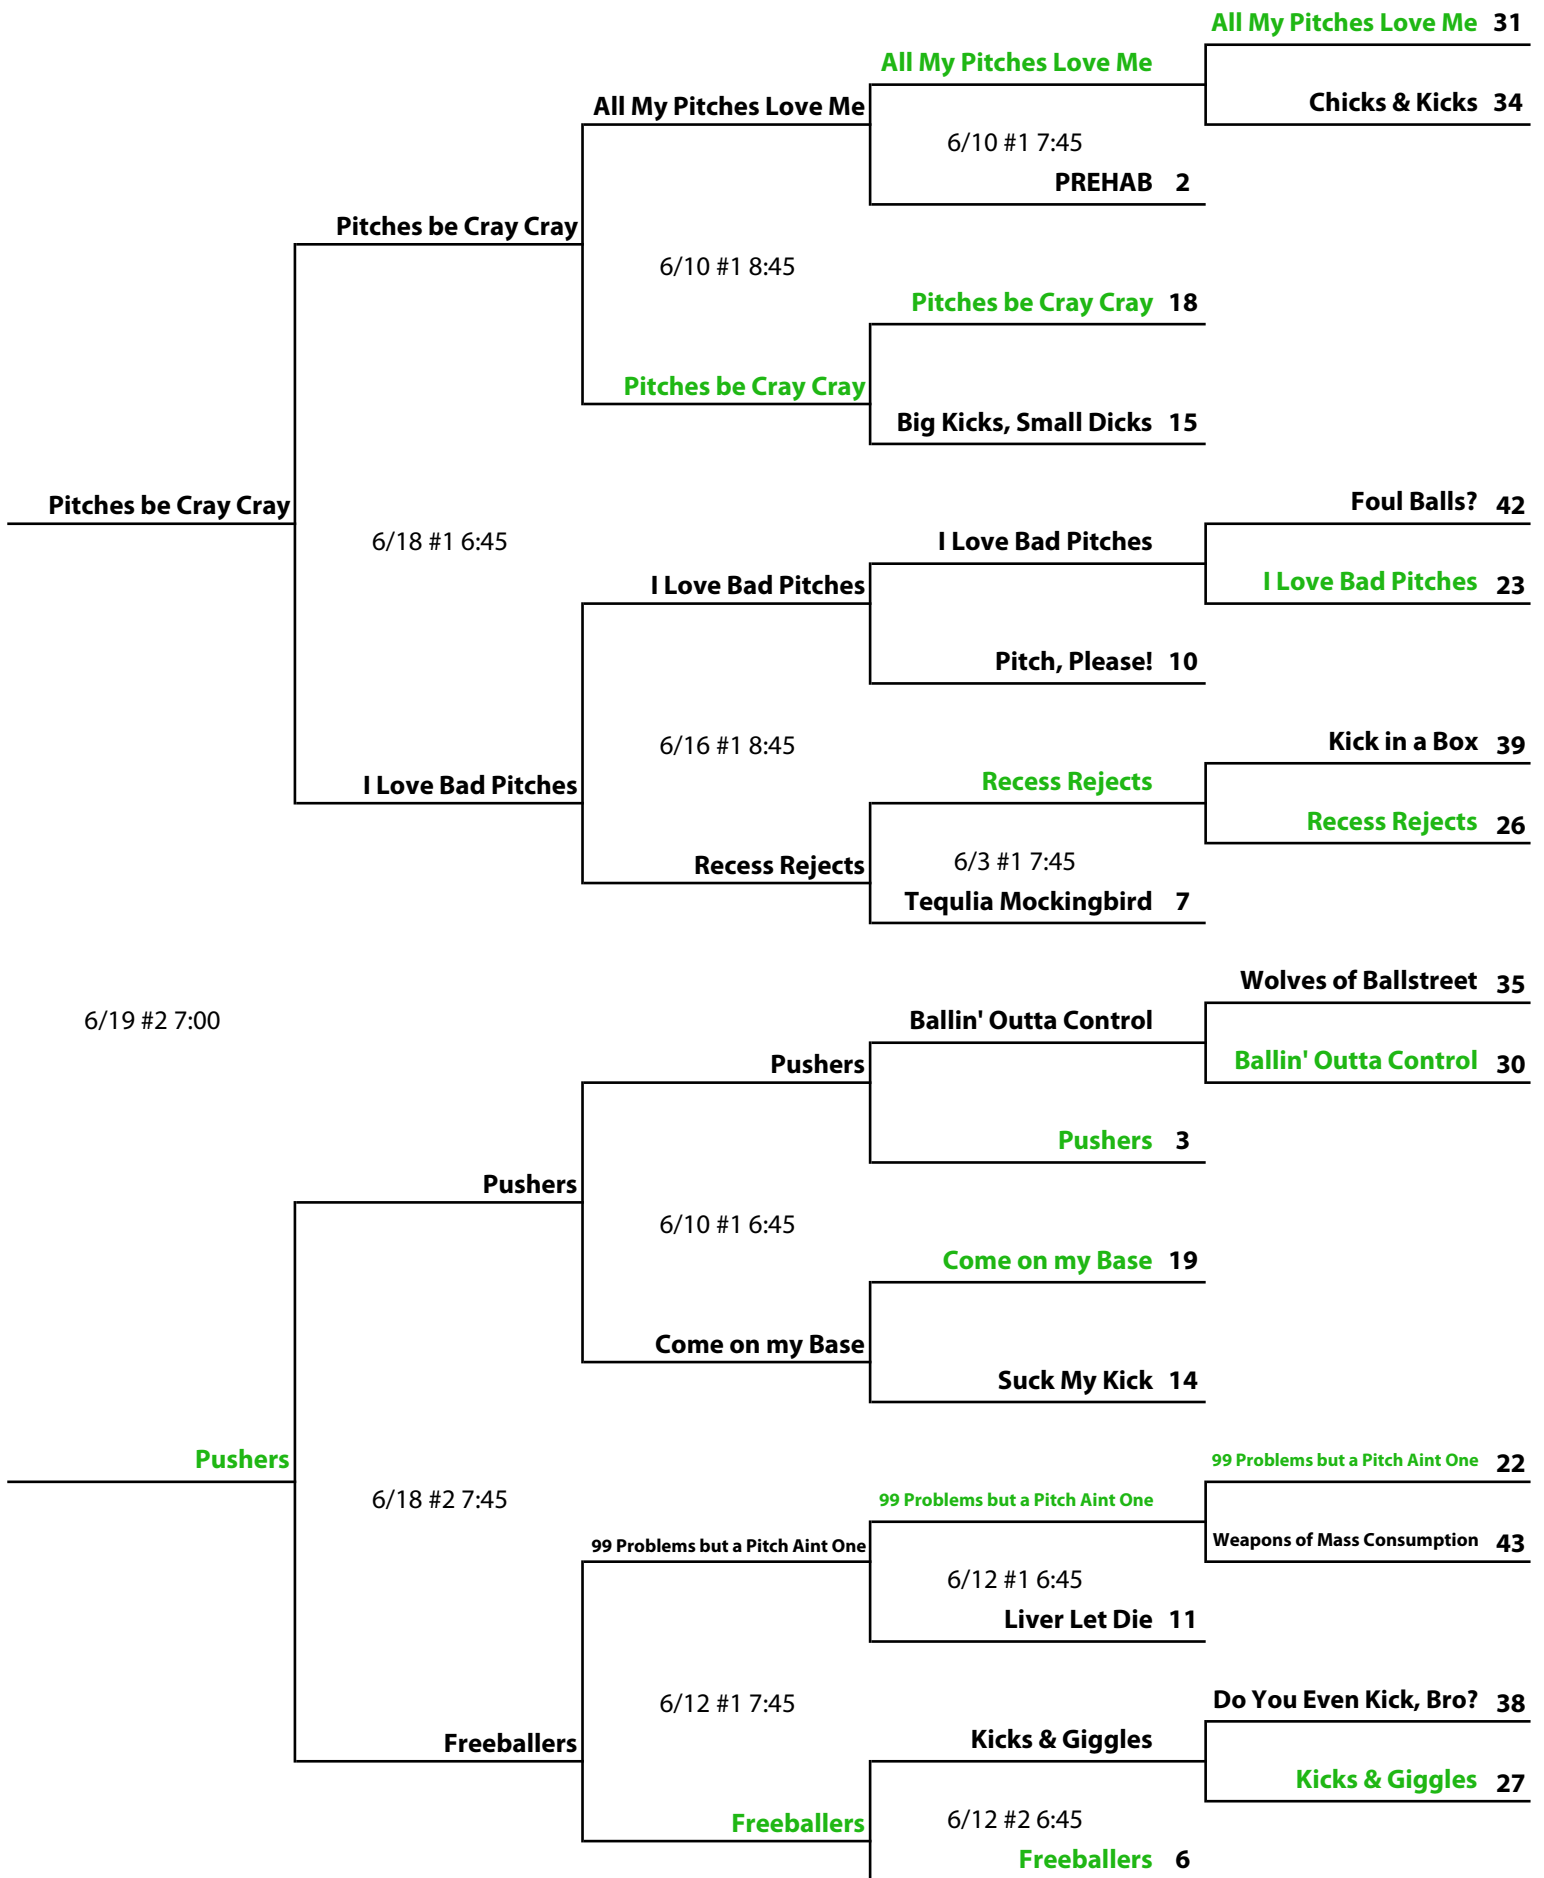 All My Pitches Love Me 31
All My Pitches Love Me
All My Pitches Love Me
Chicks & Kicks 34
6/10 #1 7:45
PREHAB 2
Pitches be Cray Cray
6/10 #1 8:45
Pitches be Cray Cray 18
Pitches be Cray Cray
Big Kicks, Small Dicks 15
Pitches be Cray Cray
Foul Balls? 42
6/18 #1 6:45
I Love Bad Pitches
I Love Bad Pitches
I Love Bad Pitches 23
Pitch, Please! 10
6/16 #1 8:45
Kick in a Box 39
I Love Bad Pitches
Recess Rejects
Recess Rejects 26
Recess Rejects
6/3 #1 7:45
Tequlia Mockingbird 7
Wolves of Ballstreet 35
6/19 #2 7:00
Ballin' Outta Control
Pushers
Ballin' Outta Control 30
Pushers 3
Pushers
6/10 #1 6:45
Come on my Base 19
Come on my Base
Suck My Kick 14
Pushers
99 Problems but a Pitch Aint One 22
6/18 #2 7:45
99 Problems but a Pitch Aint One
99 Problems but a Pitch Aint One
Weapons of Mass Consumption 43
6/12 #1 6:45
Liver Let Die 11
6/12 #1 7:45
Do You Even Kick, Bro? 38
Freeballers
Kicks & Giggles
Kicks & Giggles 27
Freeballers
6/12 #2 6:45
Freeballers 6